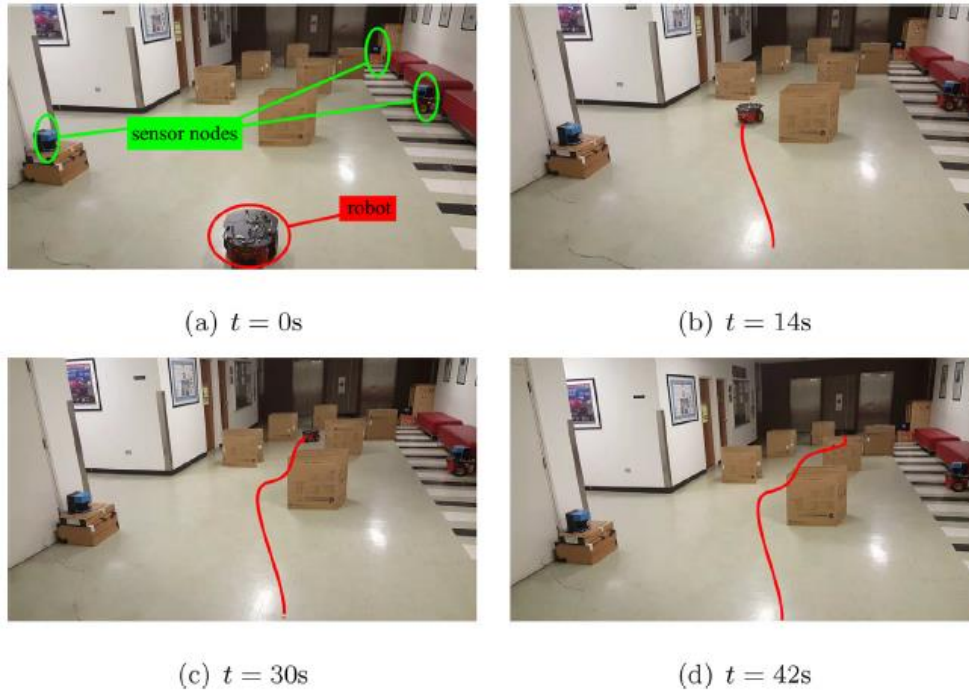 sensor nodes
robot
(a) t = 0s
(b) t = 14s
(c) t = 30s
(d) t = 42s